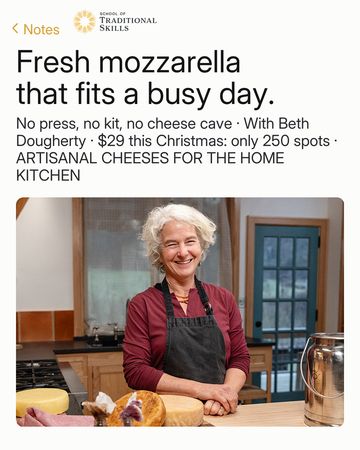 Notes
SCHOOL OF
TRADITIONAL
SKILLS
Fresh mozzarella
that fits a busy day.
No press, no kit, no cheese cave · With Beth
Dougherty · $29 this Christmas: only 250 spots ·
ARTISANAL CHEESES FOR THE HOME
KITCHEN